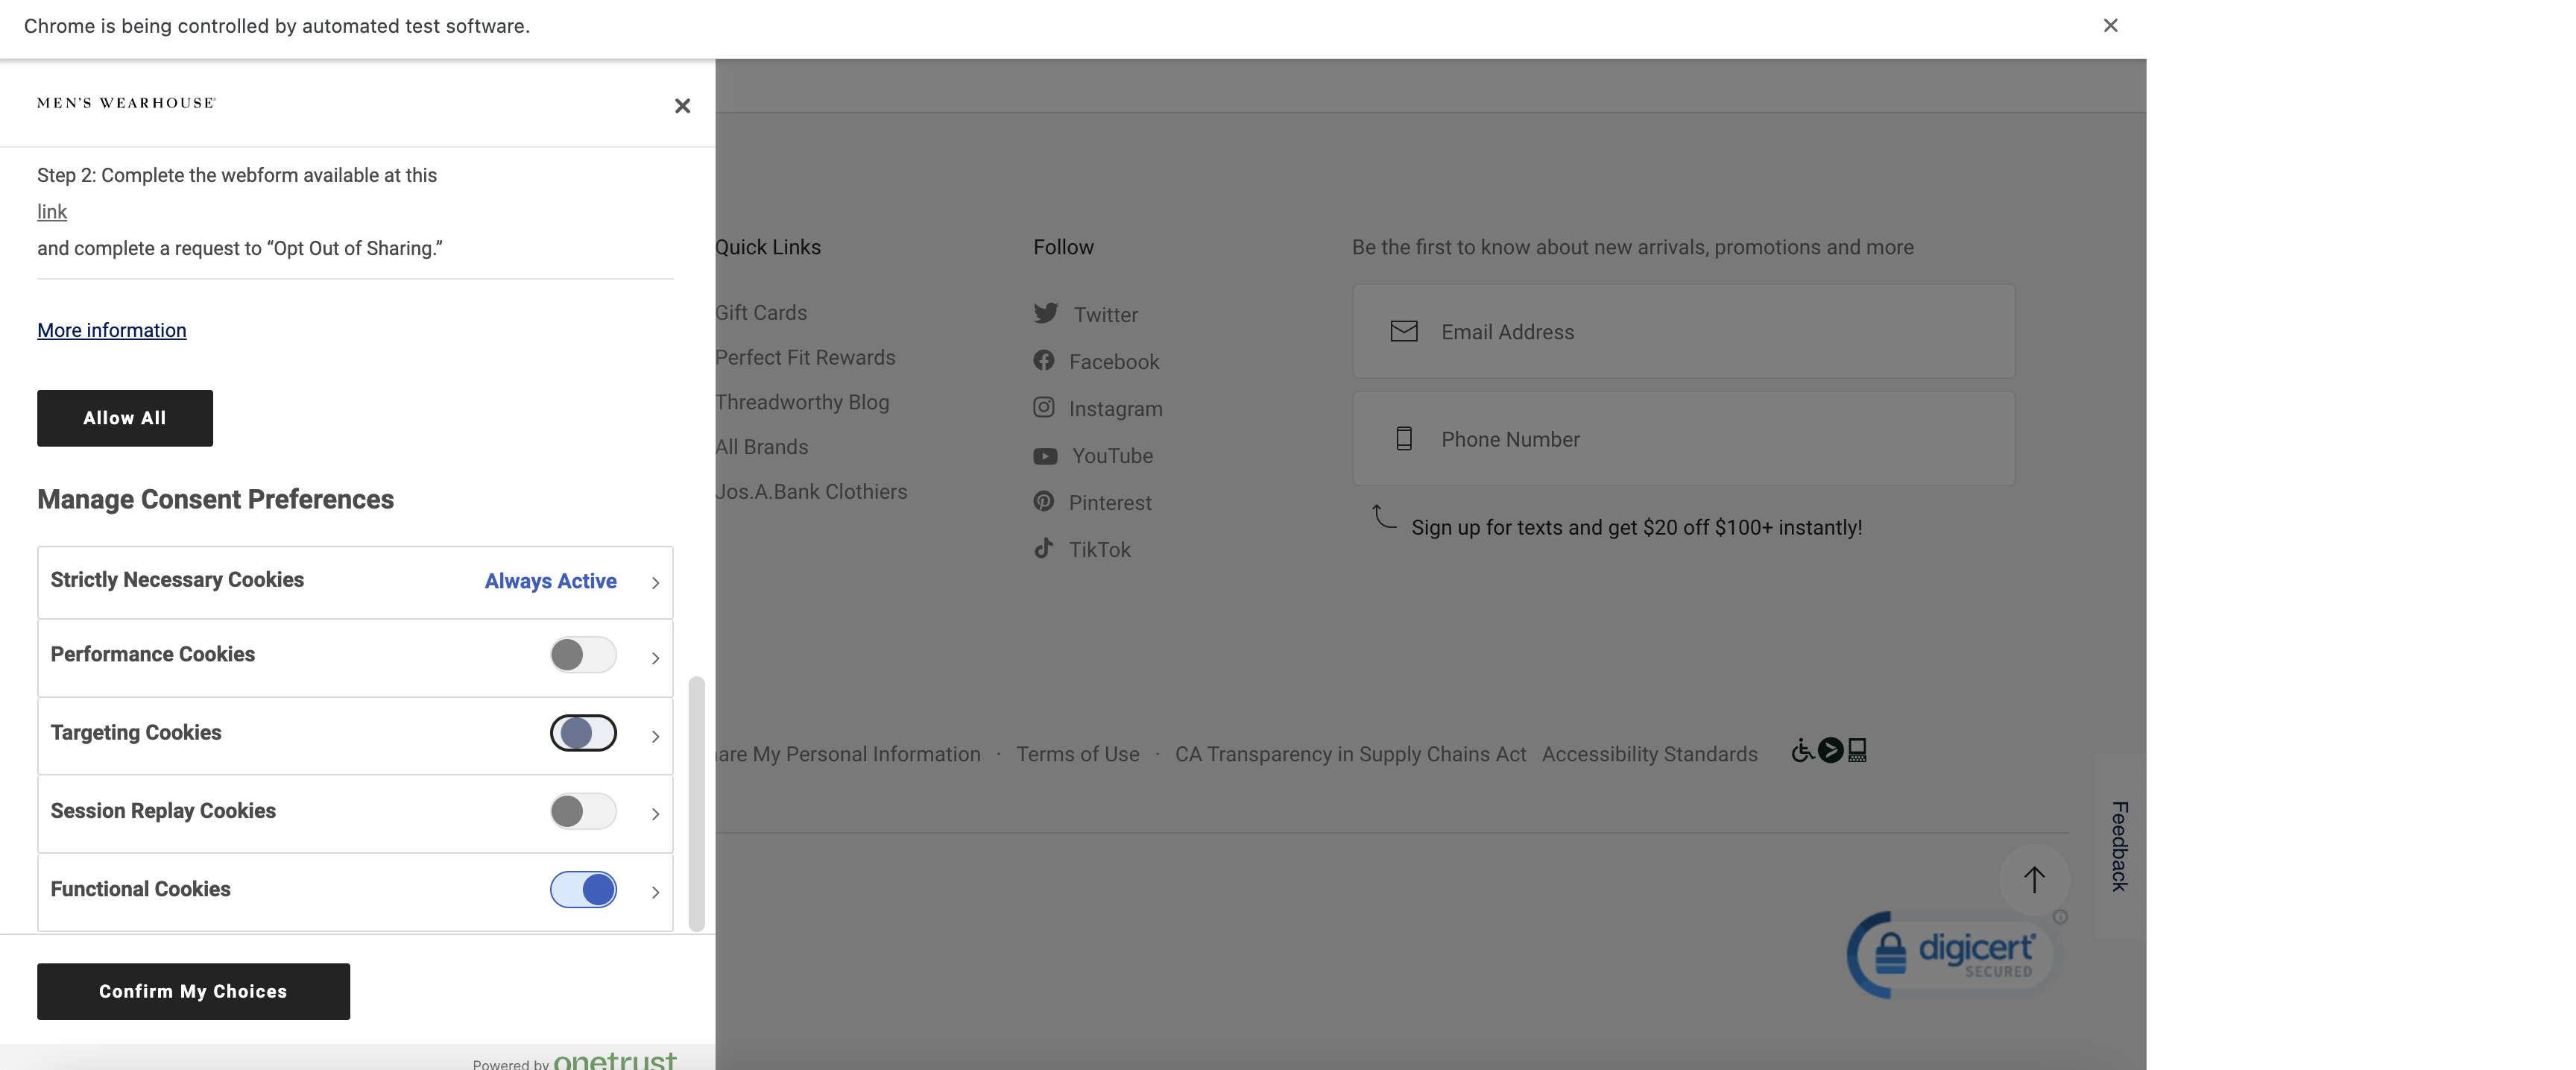 Chrome is being controlled by automated test software.
MEN'S WEARHOUSE®
Step 2: Complete the webform available at this
link
and complete a request to “Opt Out of Sharing.”
More information
Allow All
Manage Consent Preferences
Strictly Necessary Cookies Always Active
Performance Cookies
Targeting Cookies
Session Replay Cookies
Functional Cookies
Confirm My Choices
Powered by onetrust
Quick Links
Gift Cards
Perfect Fit Rewards
Threadworthy Blog
All Brands
Jos.A.Bank Clothiers
Follow
Twitter
Facebook
Instagram
YouTube
Pinterest
TikTok
Be the first to know about new arrivals, promotions and more
Email Address
Phone Number
Sign up for texts and get $20 off $100+ instantly!
My Personal Information · Terms of Use · CA Transparency in Supply Chains Act Accessibility Standards
Feedback
digicert®
SECURED